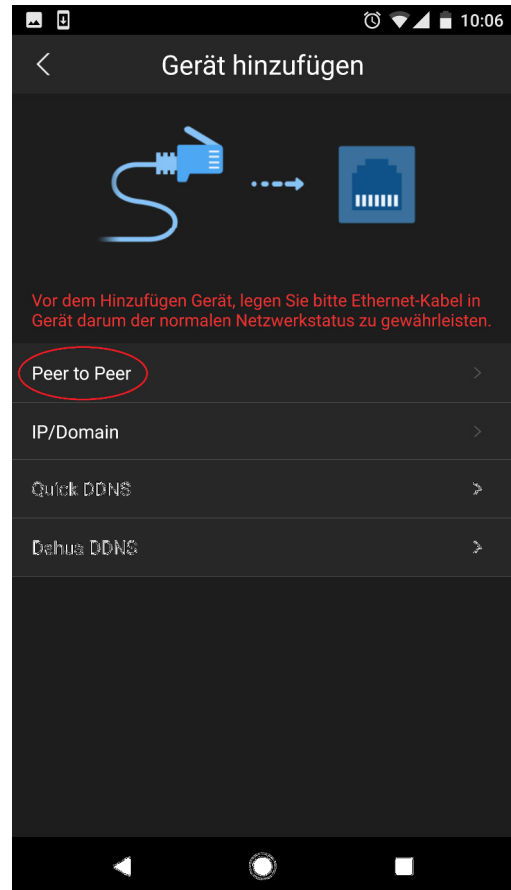 10:06
Gerät hinzufügen
Vor dem Hinzufügen Gerät, legen Sie bitte Ethernet-Kabel in
Gerät darum der normalen Netzwerkstatus zu gewährleisten.
Peer to Peer
IP/Domain
Quick DDNS
Dahua DDNS